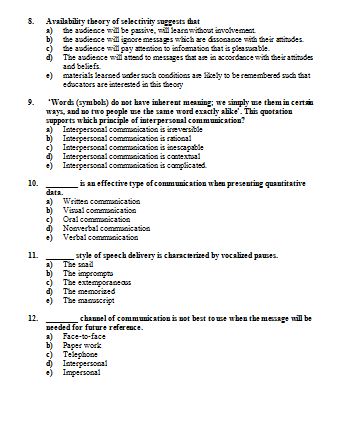 8. Availability theory of selectivity suggests that
a) the audience will be passive, will learn without involvement.
b) the audience will ignore messages which are dissonance with their attitudes.
c) the audience will pay attention to information that is pleasurable.
d) The audience will attend to messages that are in accordance with their attitudes
and beliefs.
e) materials learned under such conditions are likely to be remembered such that
educators are interested in this theory
9. 'Words (symbols) do not have inherent meaning; we simply use them in certain
ways, and no two people use the same word exactly alike'. This quotation
supports which principle of interpersonal communication?
a) Interpersonal communication is irreversible
b) Interpersonal communication is rational
c) Interpersonal communication is inescapable
d) Interpersonal communication is contextual
e) Interpersonal communication is complicated.
10. ________ is an effective type of communication when presenting quantitative
data.
a) Written communication
b) Visual communication
c) Oral communication
d) Nonverbal communication
e) Verbal communication
11. _______ style of speech delivery is characterized by vocalized pauses.
a) The snail
b) The impromptu
c) The extemporaneous
d) The memorized
e) The manuscript
12. ________ channel of communication is not best to use when the message will be
needed for future reference.
a) Face-to-face
b) Paper work
c) Telephone
d) Interpersonal
e) Impersonal